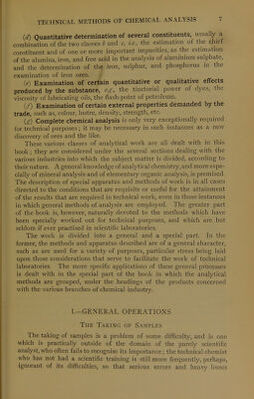 TECHNICAL METHODS OF CHEMICAL ANALYSIS 7
(d) Quantitative determination of several constituents, usually a
combination of the two classes b and c, i.e., the estimation of the chief
constituent and of one or more important impurities, as the estimation
of the alumina, iron, and free acid in the analysis of aluminium sulphate,
and the determination of the iron, sulphur, and phosphorus in the
examination of iron ores.
(e) Examination of certain quantitative or qualitative effects
produced by the substance, e.g., the tinctorial power of dyes, the
viscosity of lubricating oils, the flash-point of petroleum.
(f) Examination of certain external properties demanded by the
trade, such as, colour, lustre, density, strength, etc.
(g) Complete chemical analysis is only very exceptionally required
for technical purposes; it may be necessary in such instances as a new
discovery of ores and the like.
These various classes of analytical work are all dealt with in this
book; they are considered under the several sections dealing with the
various industries into which the subject matter is divided, according to
their nature. A general knowledge of analytical chemistry, and more espe-
cially of mineral analysis and of elementary organic analysis, is premised.
The description of special apparatus and methods of work is in all cases
directed to the conditions that are requisite or useful for the attainment
of the results that are required in technical work, even in those instances
in which general methods of analysis are employed. The greater part
of the book is, however, naturally devoted to the methods which have
been specially worked out for technical purposes, and which are but
seldom if ever practised in scientific laboratories.
The work is divided into a general and a special part. In the
former, the methods and apparatus described are of a general character,
such as are used for a variety of purposes, particular stress being laid
upon those considerations that serve to facilitate the work of technical
laboratories. The more specific applications of these general processes
is dealt with in the special part of the book in which the analytical
methods are grouped, under the headings of the products concerned
with the various branches of chemical industry.
I.—GENERAL OPERATIONS
THE TAKING OF SAMPLES
The taking of samples is a problem of some difficulty, and is one
which is practically outside of the domain of the purely scientific
analyst, who often fails to recognise its importance; the technical chemist
who has not had a scientific training is still more frequently, perhaps,
ignorant of its difficulties, so that serious errors and heavy losses